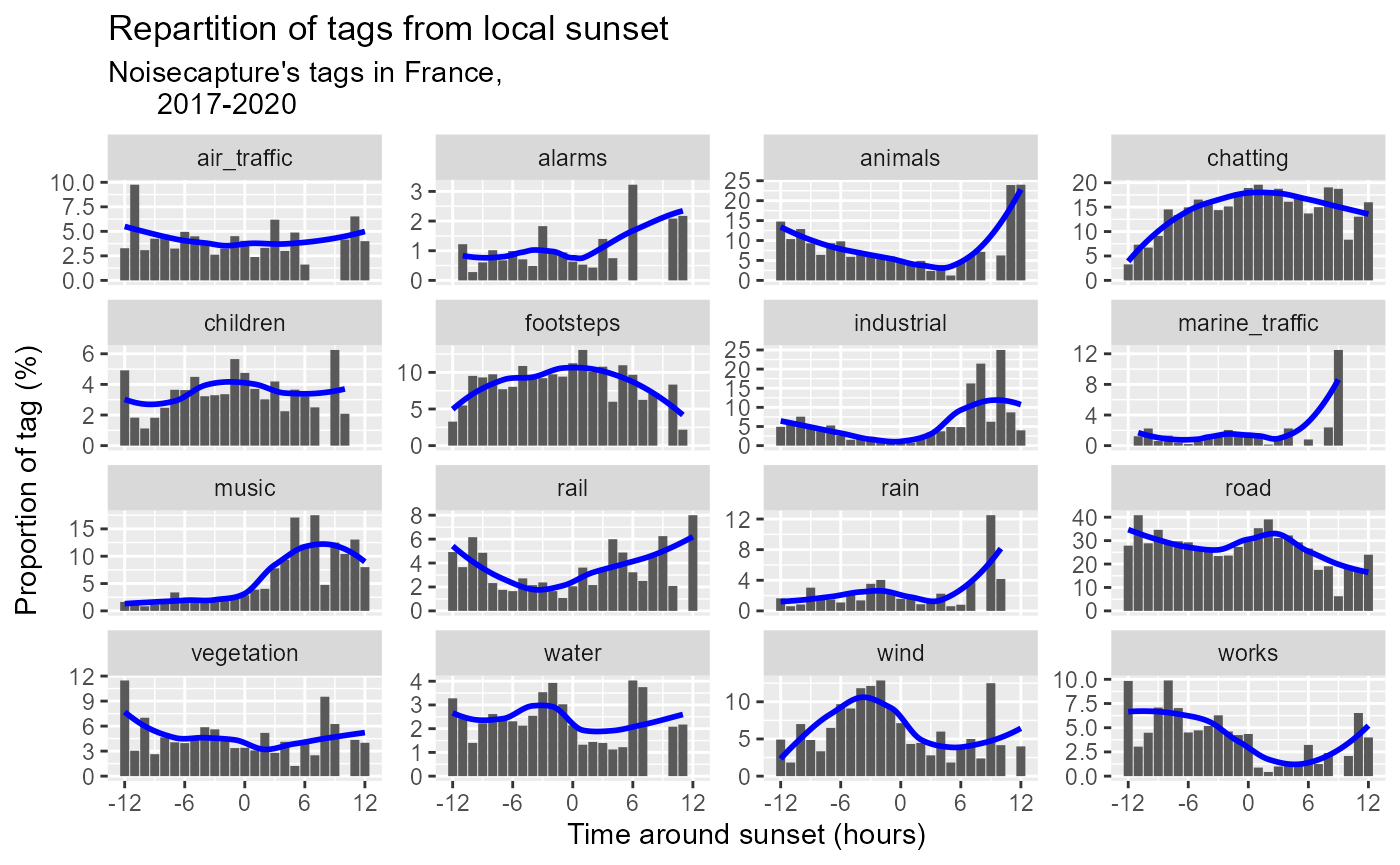 Repartition of tags from local sunset
Noisecapture's tags in France,
2017-2020
air_traffic alarms animals chatting
10.0 7.5 5.0 2.5 0.0
3 2 1 0
25 20 15 10 5 0
20 15 10 5 0
children footsteps industrial marine_traffic
6 4 2 0
10 5 0
25 20 15 10 5 0
12 8 4 0
music rail rain road
15 10 5 0
8 6 4 2 0
12 8 4 0
40 30 20 10 0
vegetation water wind works
12 9 6 3 0
4 3 2 1 0
10 5 0
10.0 7.5 5.0 2.5 0.0
-12 -6 0 6 12 -12 -6 0 6 12 -12 -6 0 6 12 -12 -6 0 6 12
Time around sunset (hours)
Proportion of tag (%)